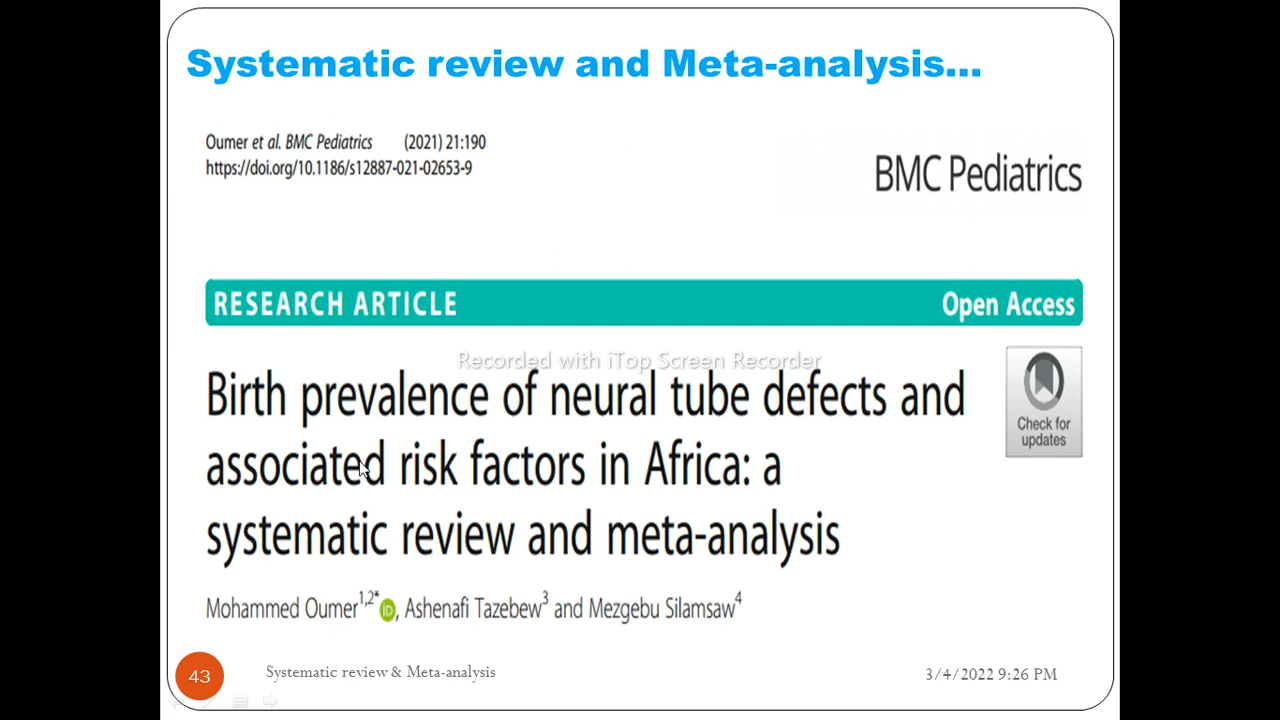 Systematic review and Meta-analysis...
Oumer et al. BMC Pediatrics (2021) 21:190
https://doi.org/10.1186/s12887-021-02653-9
BMC Pediatrics
RESEARCH ARTICLE Open Access
Recorded with iTop Screen Recorder
Birth prevalence of neural tube defects and
associated risk factors in Africa: a
systematic review and meta-analysis
Check for
updates
Mohammed Oumer1,2* iD, Ashenafi Tazebew3 and Mezgebu Silamsaw4
43 Systematic review & Meta-analysis 3/4/2022 9:26 PM